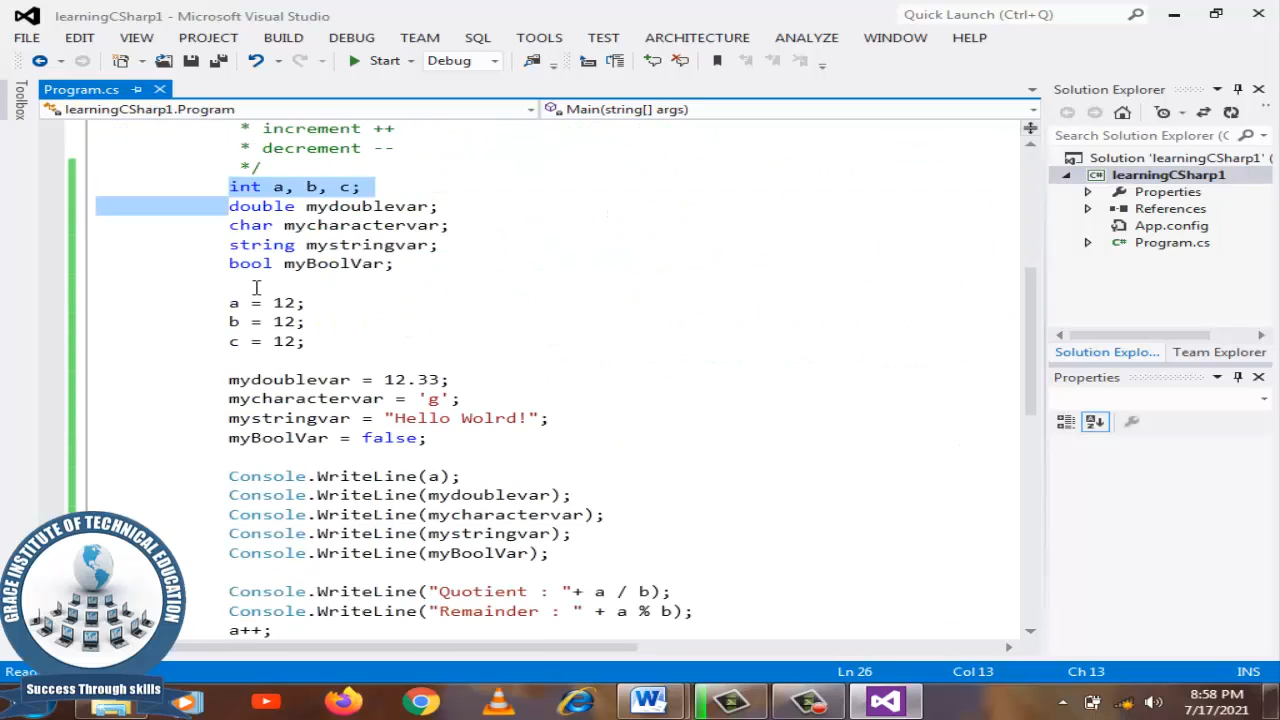 learningCSharp1 - Microsoft Visual Studio
Quick Launch (Ctrl+Q)
FILE EDIT VIEW PROJECT BUILD DEBUG TEAM SQL TOOLS TEST ARCHITECTURE ANALYZE WINDOW HELP
Start Debug
Toolbox
Program.cs
learningCSharp1.Program
Main(string[] args)
* increment ++
* decrement --
*/
int a, b, c;
double mydoublevar;
char mycharactervar;
string mystringvar;
bool myBoolVar;
a = 12;
b = 12;
c = 12;
mydoublevar = 12.33;
mycharactervar = 'g';
mystringvar = "Hello Wolrd!";
myBoolVar = false;
Console.WriteLine(a);
Console.WriteLine(mydoublevar);
Console.WriteLine(mycharactervar);
Console.WriteLine(mystringvar);
Console.WriteLine(myBoolVar);
Console.WriteLine("Quotient : "+ a / b);
Console.WriteLine("Remainder : " + a % b);
a++;
Solution Explorer
Search Solution Explorer (C
Solution 'learningCSharp1' (
learningCSharp1
Properties
References
App.config
Program.cs
Solution Explo... Team Explorer
Properties
GRACE INSTITUTE OF TECHNICAL EDUCATION
Success Through skills
Rea
Ln 26 Col 13 Ch 13 INS
8:58 PM
7/17/2021